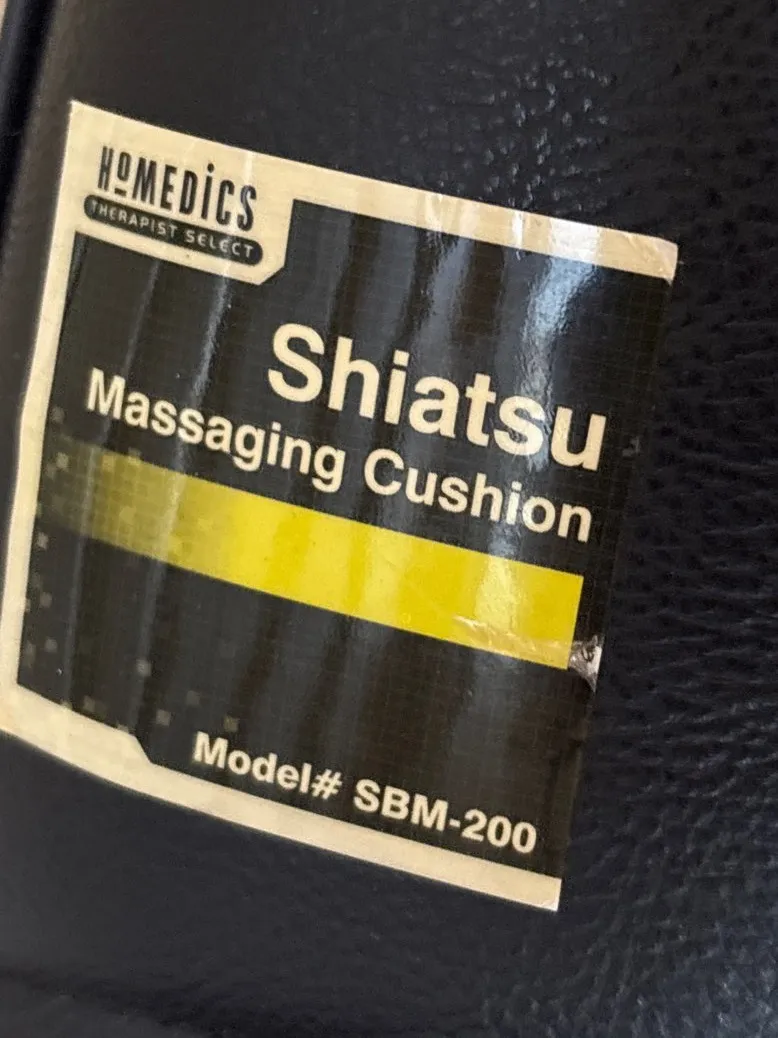 HoMEDiCS
THERAPIST SELECT
Shiatsu
Massaging Cushion
Model# SBM-200